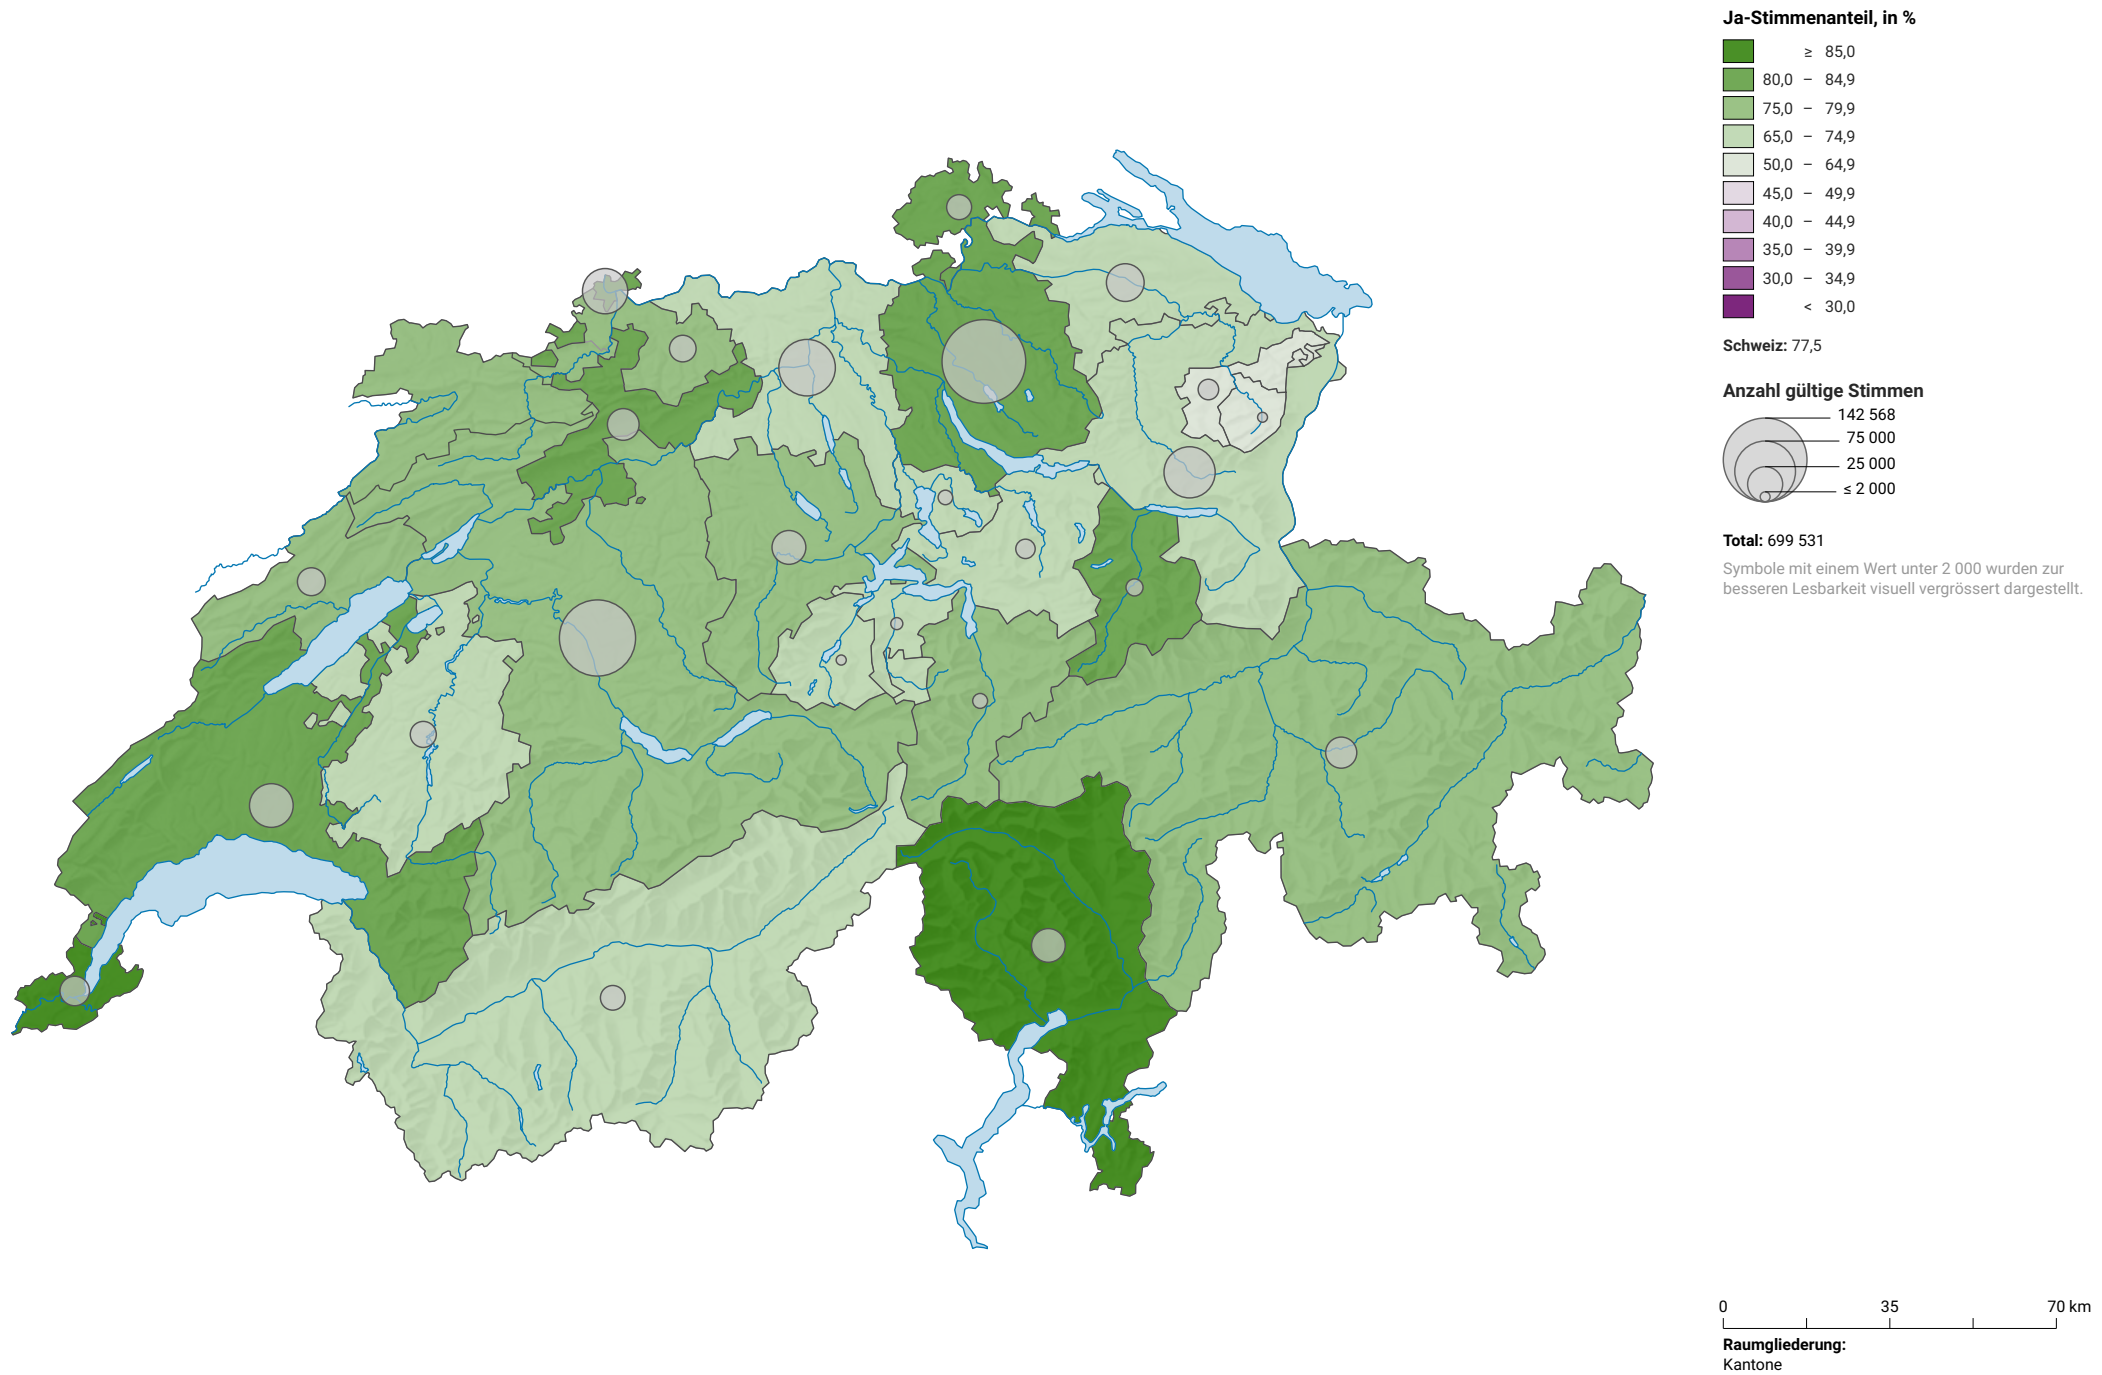 Ja-Stimmenanteil, in %
≥ 85,0
80,0 – 84,9
75,0 – 79,9
65,0 – 74,9
50,0 – 64,9
45,0 – 49,9
40,0 – 44,9
35,0 – 39,9
30,0 – 34,9
< 30,0
Schweiz: 77,5
Anzahl gültige Stimmen
142 568
75 000
25 000
≤ 2 000
Total: 699 531
Symbole mit einem Wert unter 2 000 wurden zur
besseren Lesbarkeit visuell vergrössert dargestellt.
0 35 70 km
Raumgliederung:
Kantone